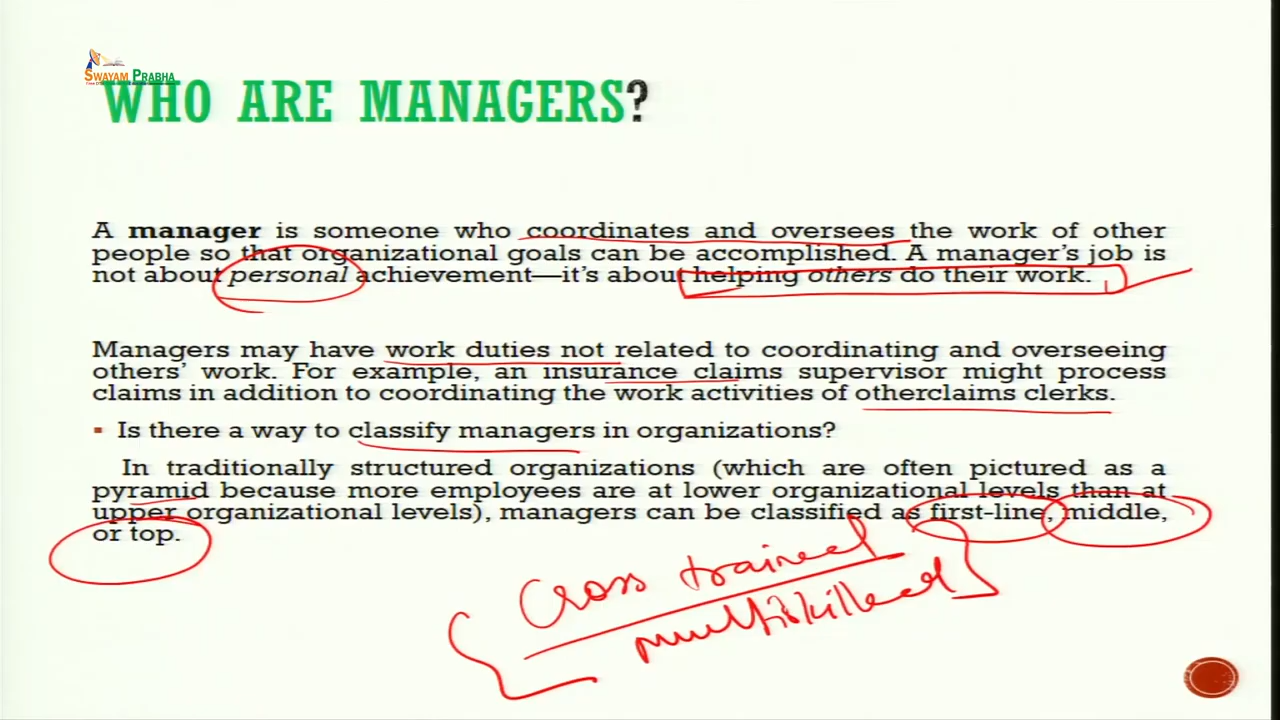 SWAYAM PRABHA
WHO ARE MANAGERS?
A manager is someone who coordinates and oversees the work of other
people so that organizational goals can be accomplished. A manager's job is
not about personal achievement—it's about helping others do their work.
Managers may have work duties not related to coordinating and overseeing
others' work. For example, an insurance claims supervisor might process
claims in addition to coordinating the work activities of otherclaims clerks.
▪ Is there a way to classify managers in organizations?
In traditionally structured organizations (which are often pictured as a
pyramid because more employees are at lower organizational levels than at
upper organizational levels), managers can be classified as first-line, middle,
or top.
Cross trained
multiskilled